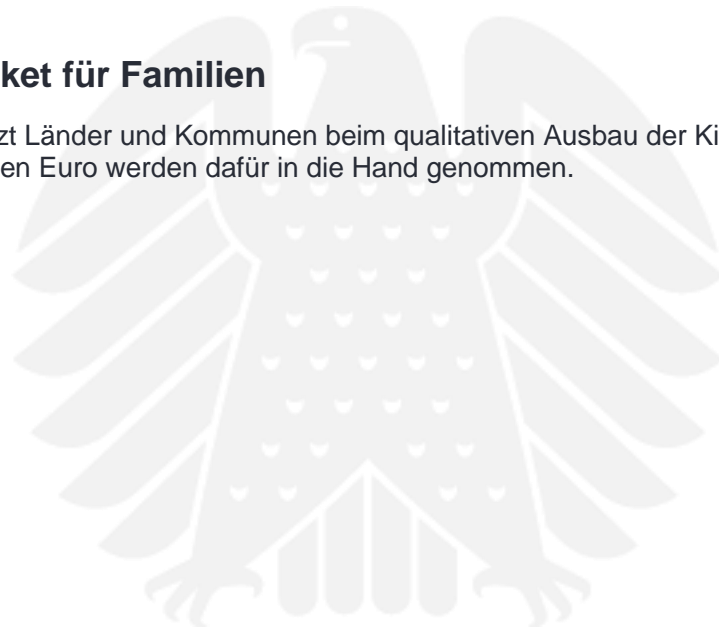 ket für Familien
zt Länder und Kommunen beim qualitativen Ausbau der Ki
en Euro werden dafür in die Hand genommen.